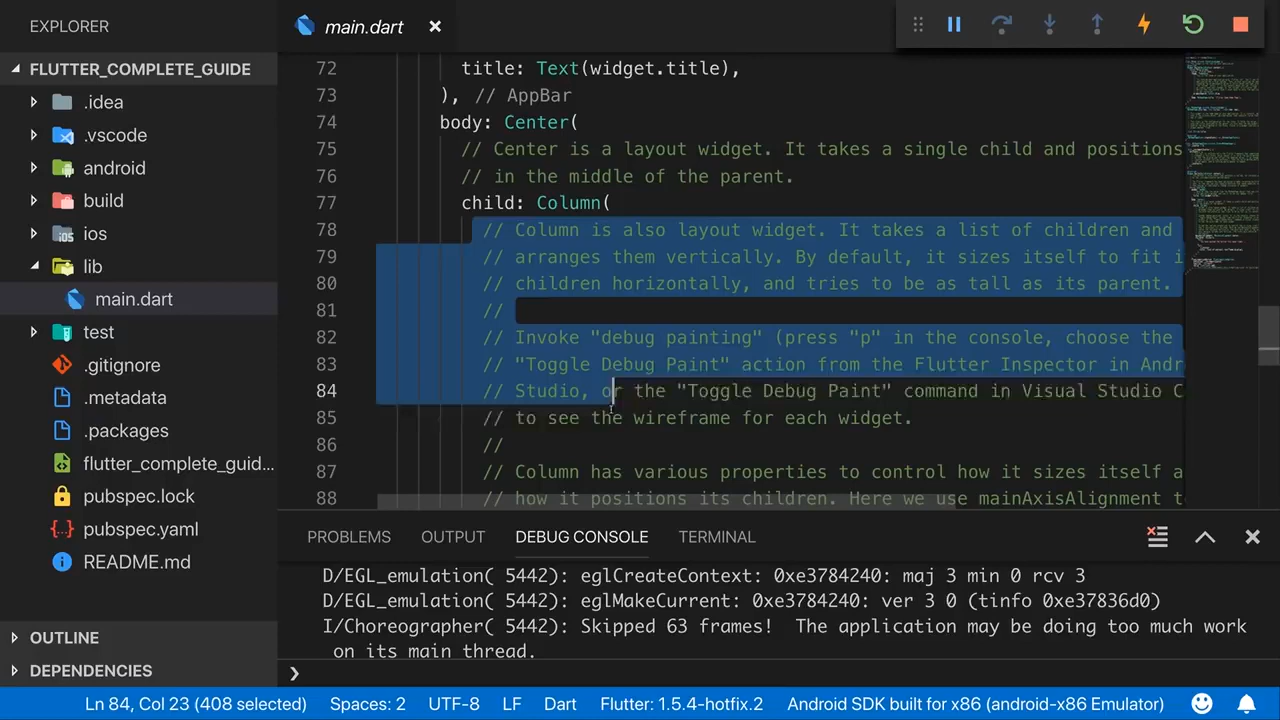 EXPLORER
main.dart
FLUTTER_COMPLETE_GUIDE
.idea
.vscode
android
build
ios
lib
main.dart
test
.gitignore
.metadata
.packages
flutter_complete_guid...
pubspec.lock
pubspec.yaml
README.md
OUTLINE
DEPENDENCIES
72 title: Text(widget.title),
73 ), // AppBar
74 body: Center(
75 // Center is a layout widget. It takes a single child and positions
76 // in the middle of the parent.
77 child: Column(
78 // Column is also layout widget. It takes a list of children and
79 // arranges them vertically. By default, it sizes itself to fit i
80 // children horizontally, and tries to be as tall as its parent.
81 //
82 // Invoke "debug painting" (press "p" in the console, choose the
83 // "Toggle Debug Paint" action from the Flutter Inspector in Andr
84 // Studio, or the "Toggle Debug Paint" command in Visual Studio C
85 // to see the wireframe for each widget.
86 //
87 // Column has various properties to control how it sizes itself a
88 // how it positions its children. Here we use mainAxisAlignment t
PROBLEMS OUTPUT DEBUG CONSOLE TERMINAL
D/EGL_emulation( 5442): eglCreateContext: 0xe3784240: maj 3 min 0 rcv 3
D/EGL_emulation( 5442): eglMakeCurrent: 0xe3784240: ver 3 0 (tinfo 0xe37836d0)
I/Choreographer( 5442): Skipped 63 frames!  The application may be doing too much work
on its main thread.
Ln 84, Col 23 (408 selected) Spaces: 2 UTF-8 LF Dart Flutter: 1.5.4-hotfix.2 Android SDK built for x86 (android-x86 Emulator)